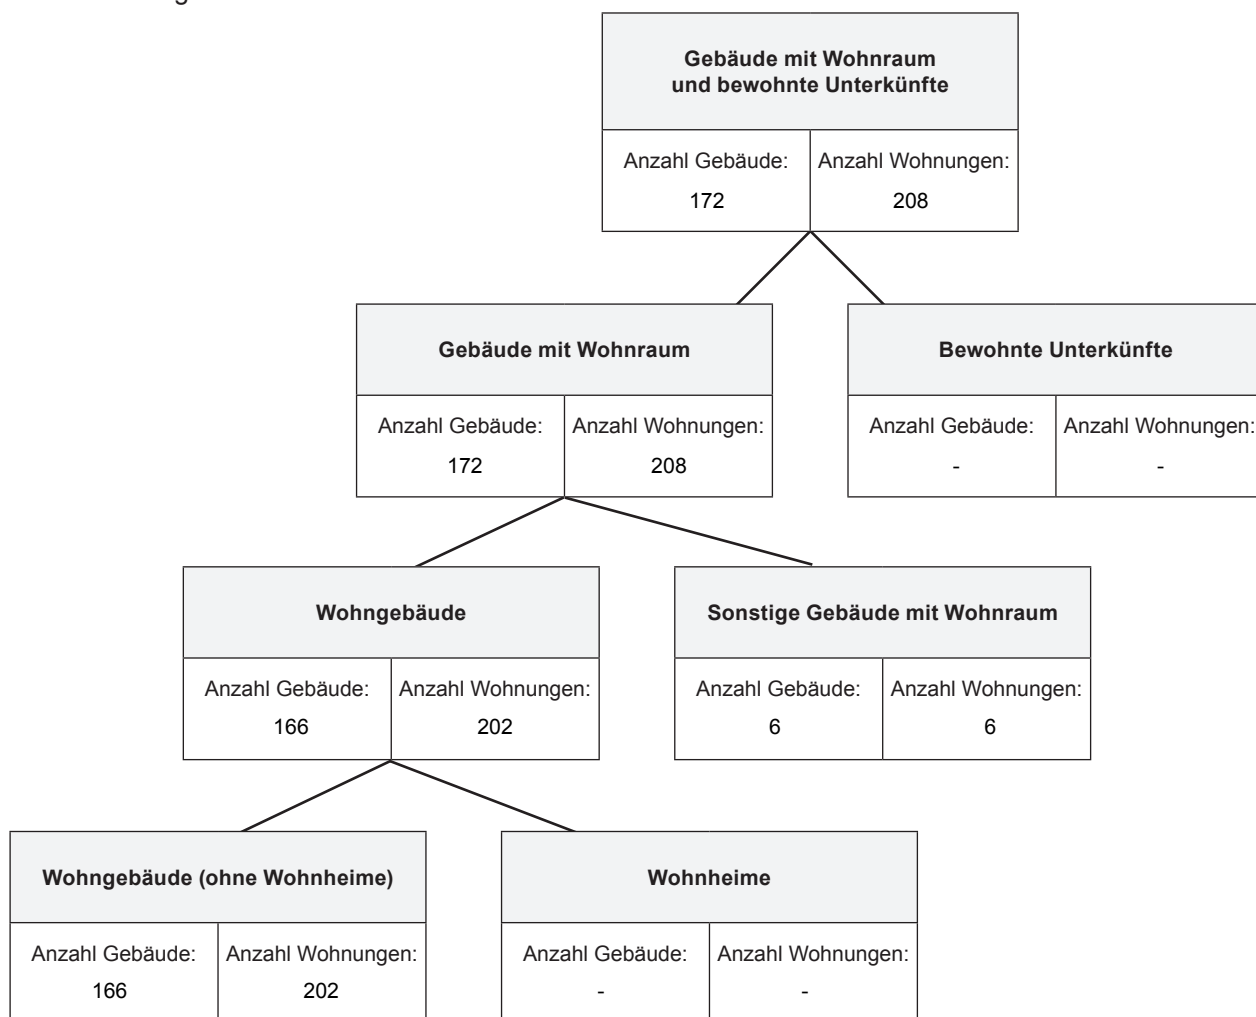 Gebäude mit Wohnraum
und bewohnte Unterkünfte
Anzahl Gebäude:
172
Anzahl Wohnungen:
208
Gebäude mit Wohnraum
Anzahl Gebäude:
172
Anzahl Wohnungen:
208
Bewohnte Unterkünfte
Anzahl Gebäude:
-
Anzahl Wohnungen:
-
Wohngebäude
Anzahl Gebäude:
166
Anzahl Wohnungen:
202
Sonstige Gebäude mit Wohnraum
Anzahl Gebäude:
6
Anzahl Wohnungen:
6
Wohngebäude (ohne Wohnheime)
Anzahl Gebäude:
166
Anzahl Wohnungen:
202
Wohnheime
Anzahl Gebäude:
-
Anzahl Wohnungen:
-